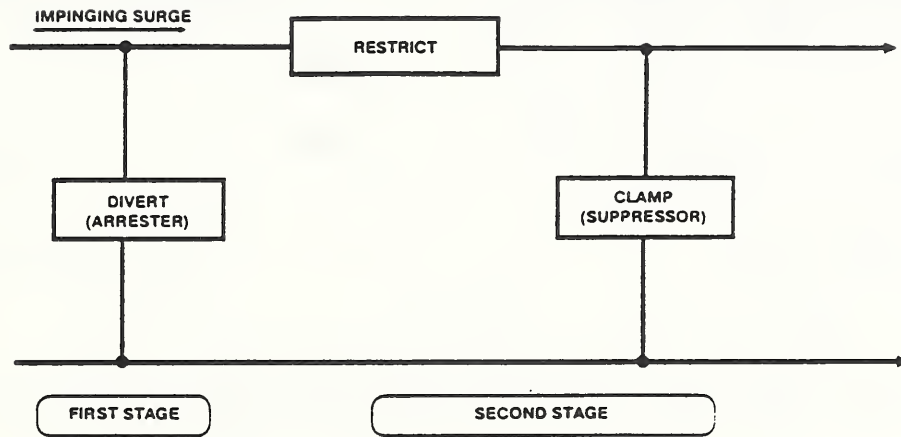 IMPINGING SURGE
RESTRICT
DIVERT
(ARRESTER)
CLAMP
(SUPPRESSOR)
FIRST STAGE
SECOND STAGE